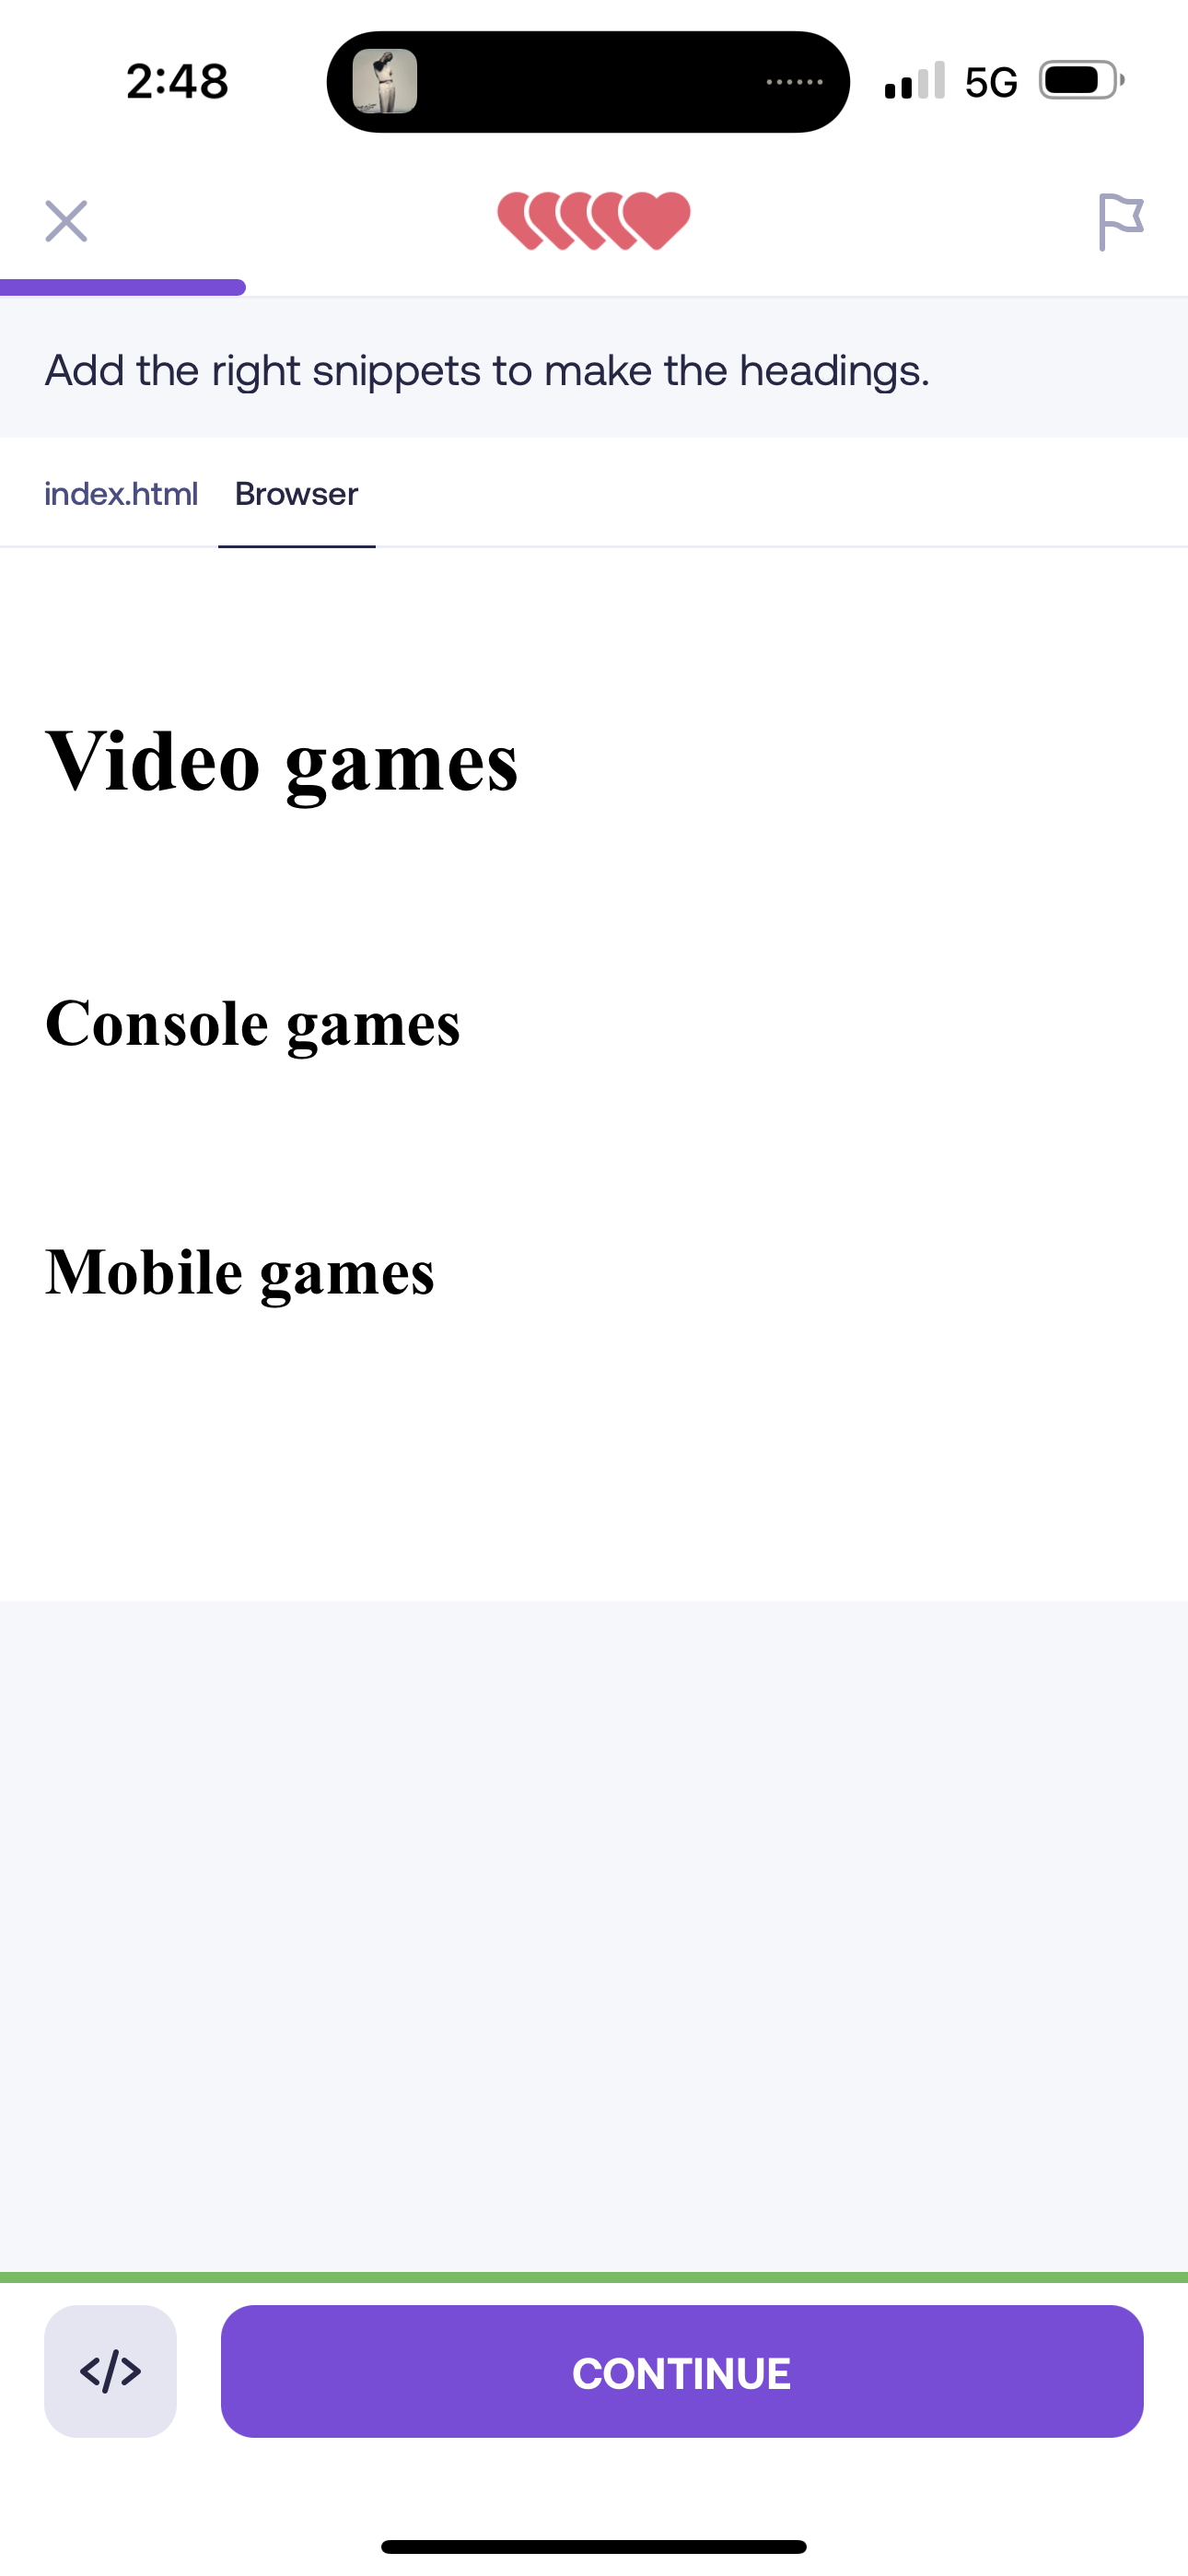 2:48
5G
Add the right snippets to make the headings.
index.html Browser
Video games
Console games
Mobile games
</>
CONTINUE